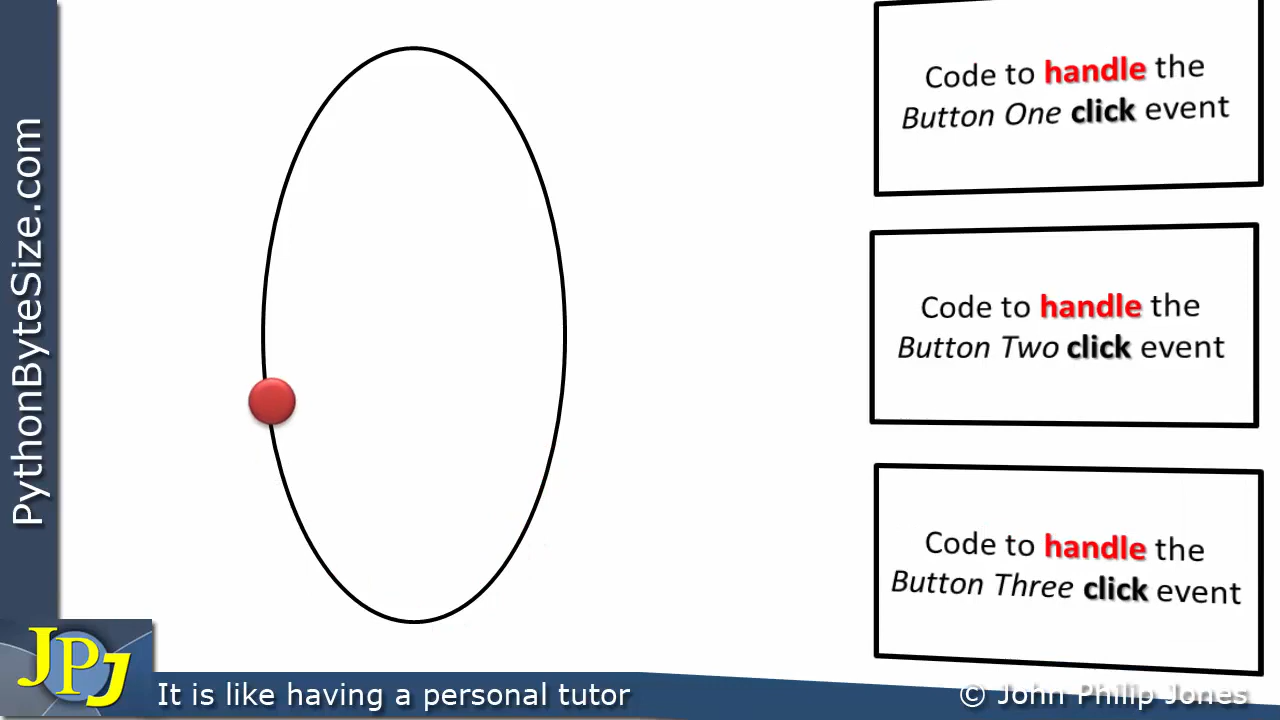 PythonByteSize.com
Code to handle the
Button One click event
Code to handle the
Button Two click event
Code to handle the
Button Three click event
JPJ
It is like having a personal tutor
© John Philip Jones